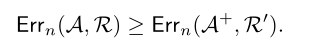 Err_n(𝒜, ℛ) ≥ Err_n(𝒜⁺, ℛ′).